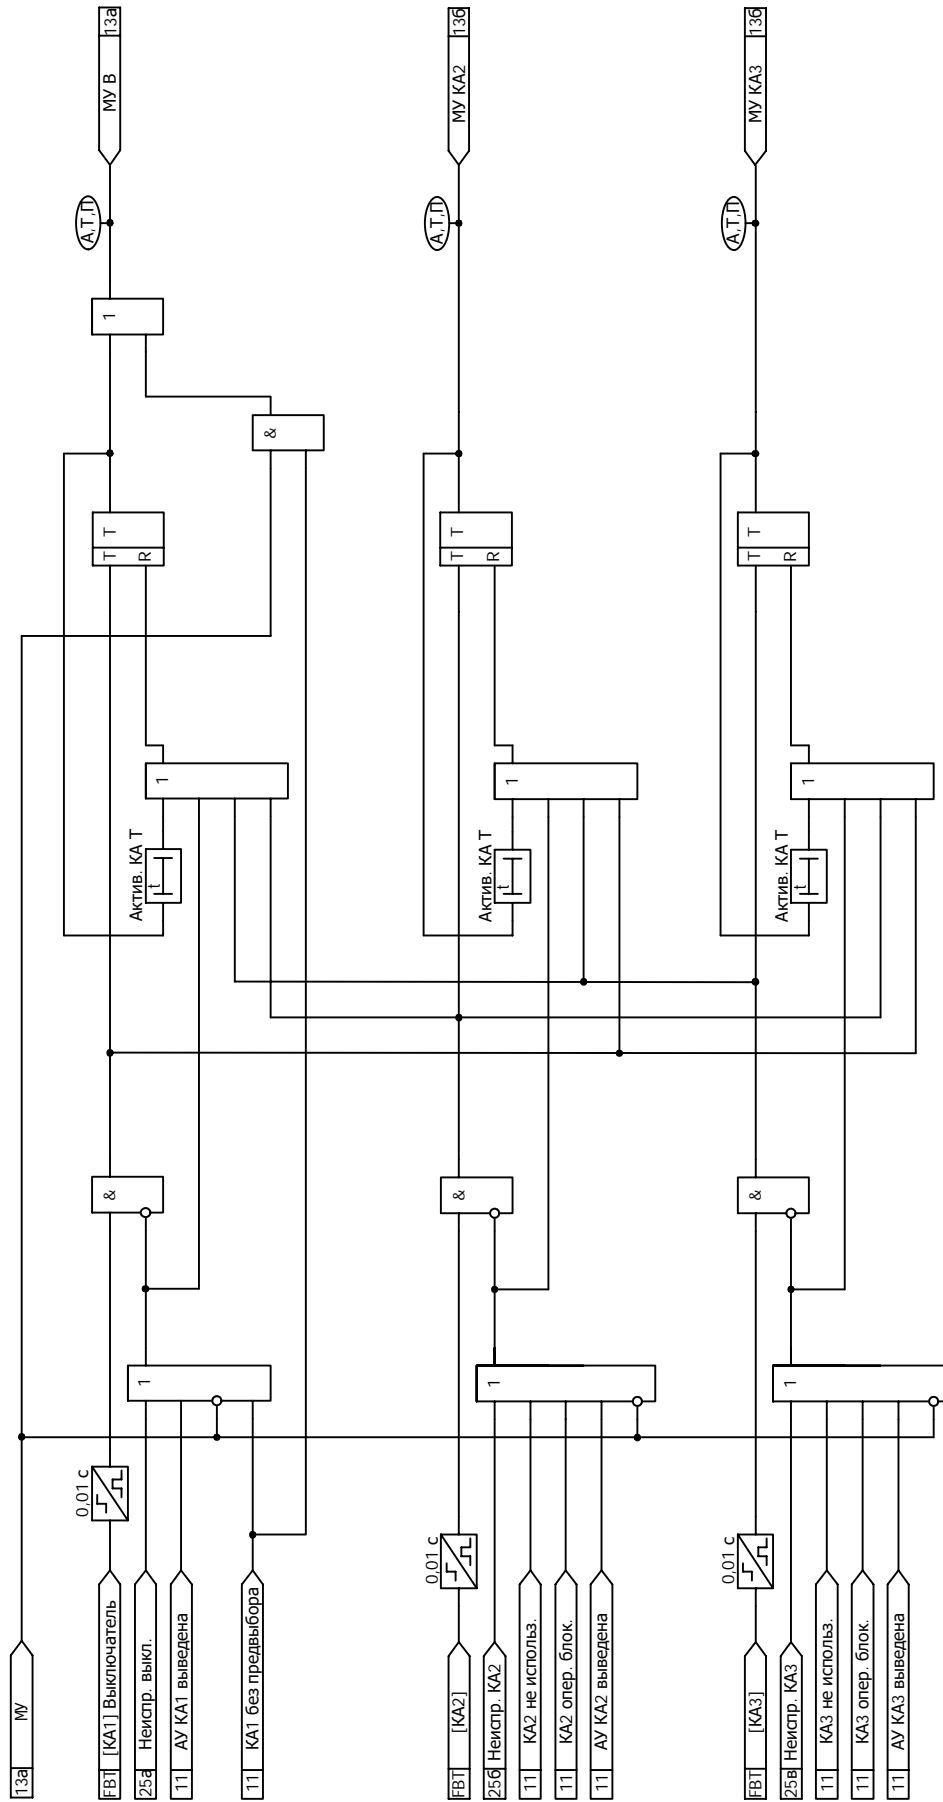 13а МУ
А,Т,П
0,01 с
FBT [КА1] Выключатель
&
T T
1
МУ В 13а
25а Неиспр. выкл.
1
Актив. КА Т
t
1
R
11 АУ КА1 выведена
11 КА1 без предвыбора
&
А,Т,П
0,01 с
FBT [КА2]
&
T T
МУ КА2 13б
25б Неиспр. КА2
1
Актив. КА Т
t
1
R
11 КА2 не использ.
11 КА2 опер. блок.
11 АУ КА2 выведена
А,Т,П
0,01 с
FBT [КА3]
&
T T
МУ КА3 13б
25в Неиспр. КА3
1
Актив. КА Т
t
1
R
11 КА3 не использ.
11 КА3 опер. блок.
11 АУ КА3 выведена